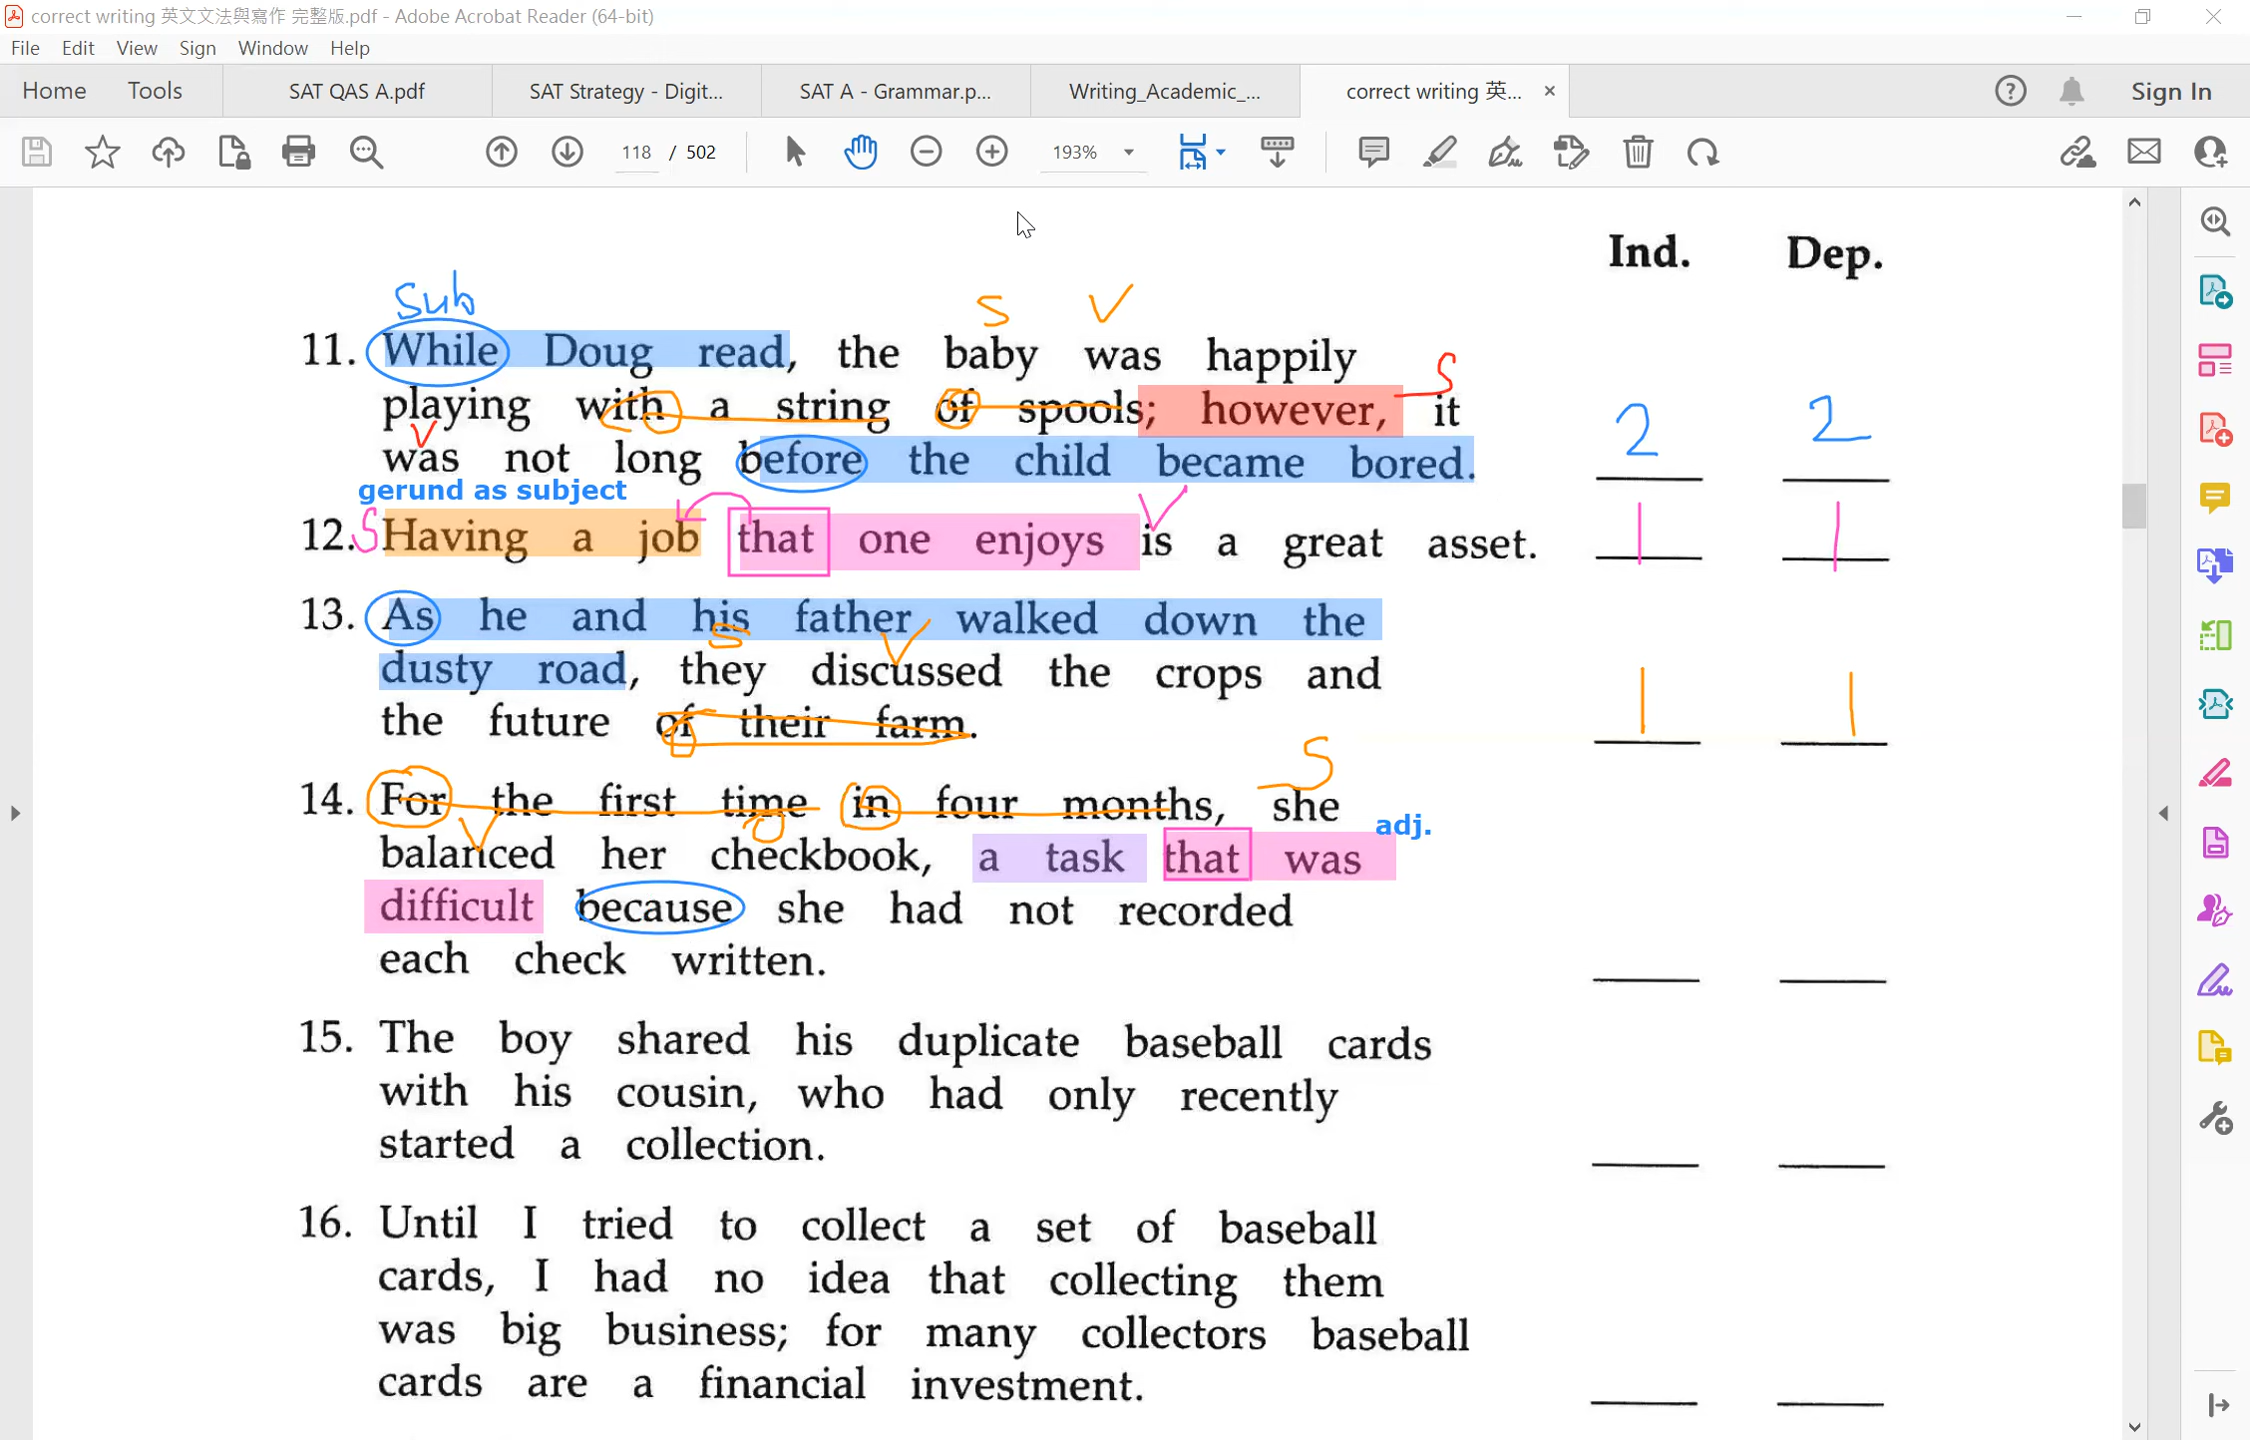 correct writing 英文文法與寫作 完整版.pdf - Adobe Acrobat Reader (64-bit)
File Edit View Sign Window Help
Home Tools SAT QAS A.pdf SAT Strategy - Digit... SAT A - Grammar.p... Writing_Academic_... correct writing 英... × Sign In
118 / 502 193%
Ind. Dep.
Sub S V
11. While Doug read, the baby was happily
S
playing with a string of spools; however, it
V
was not long before the child became bored. 2 2
gerund as subject V
12. S Having a job that one enjoys is a great asset. 1 1
13. As he and his father walked down the
S V
dusty road, they discussed the crops and
the future of their farm. 1 1
S
14. For the first time in four months, she
V O adj.
balanced her checkbook, a task that was
difficult because she had not recorded
each check written.
15. The boy shared his duplicate baseball cards
with his cousin, who had only recently
started a collection.
16. Until I tried to collect a set of baseball
cards, I had no idea that collecting them
was big business; for many collectors baseball
cards are a financial investment.